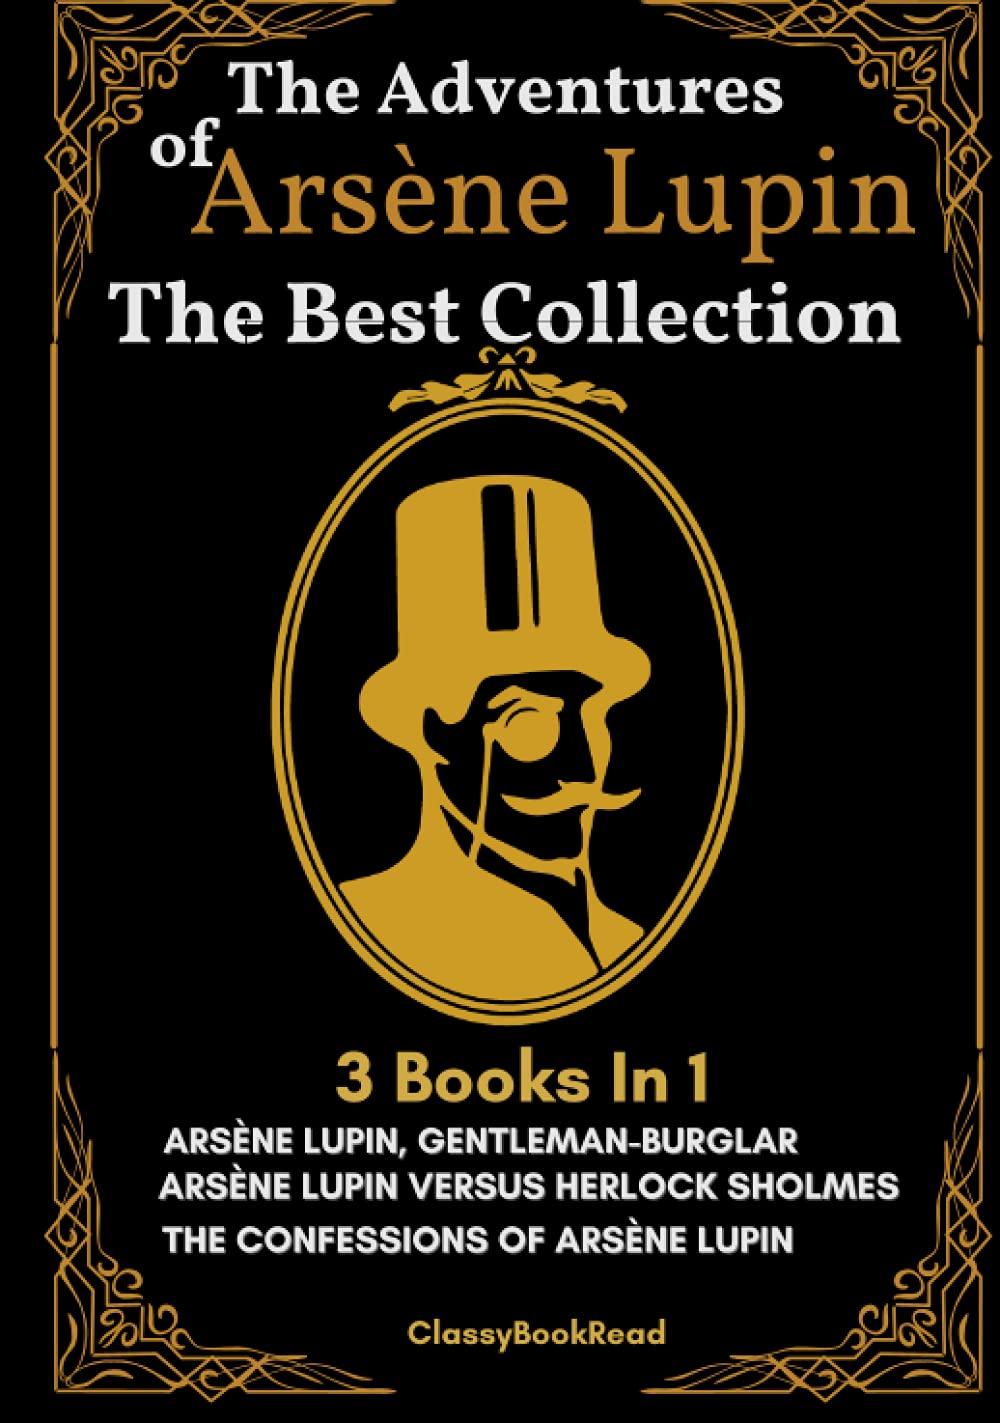 The Adventures
of
Arsène Lupin
The Best Collection
3 Books In 1
ARSÈNE LUPIN, GENTLEMAN-BURGLAR
ARSÈNE LUPIN VERSUS HERLOCK SHOLMES
THE CONFESSIONS OF ARSÈNE LUPIN
ClassyBookRead